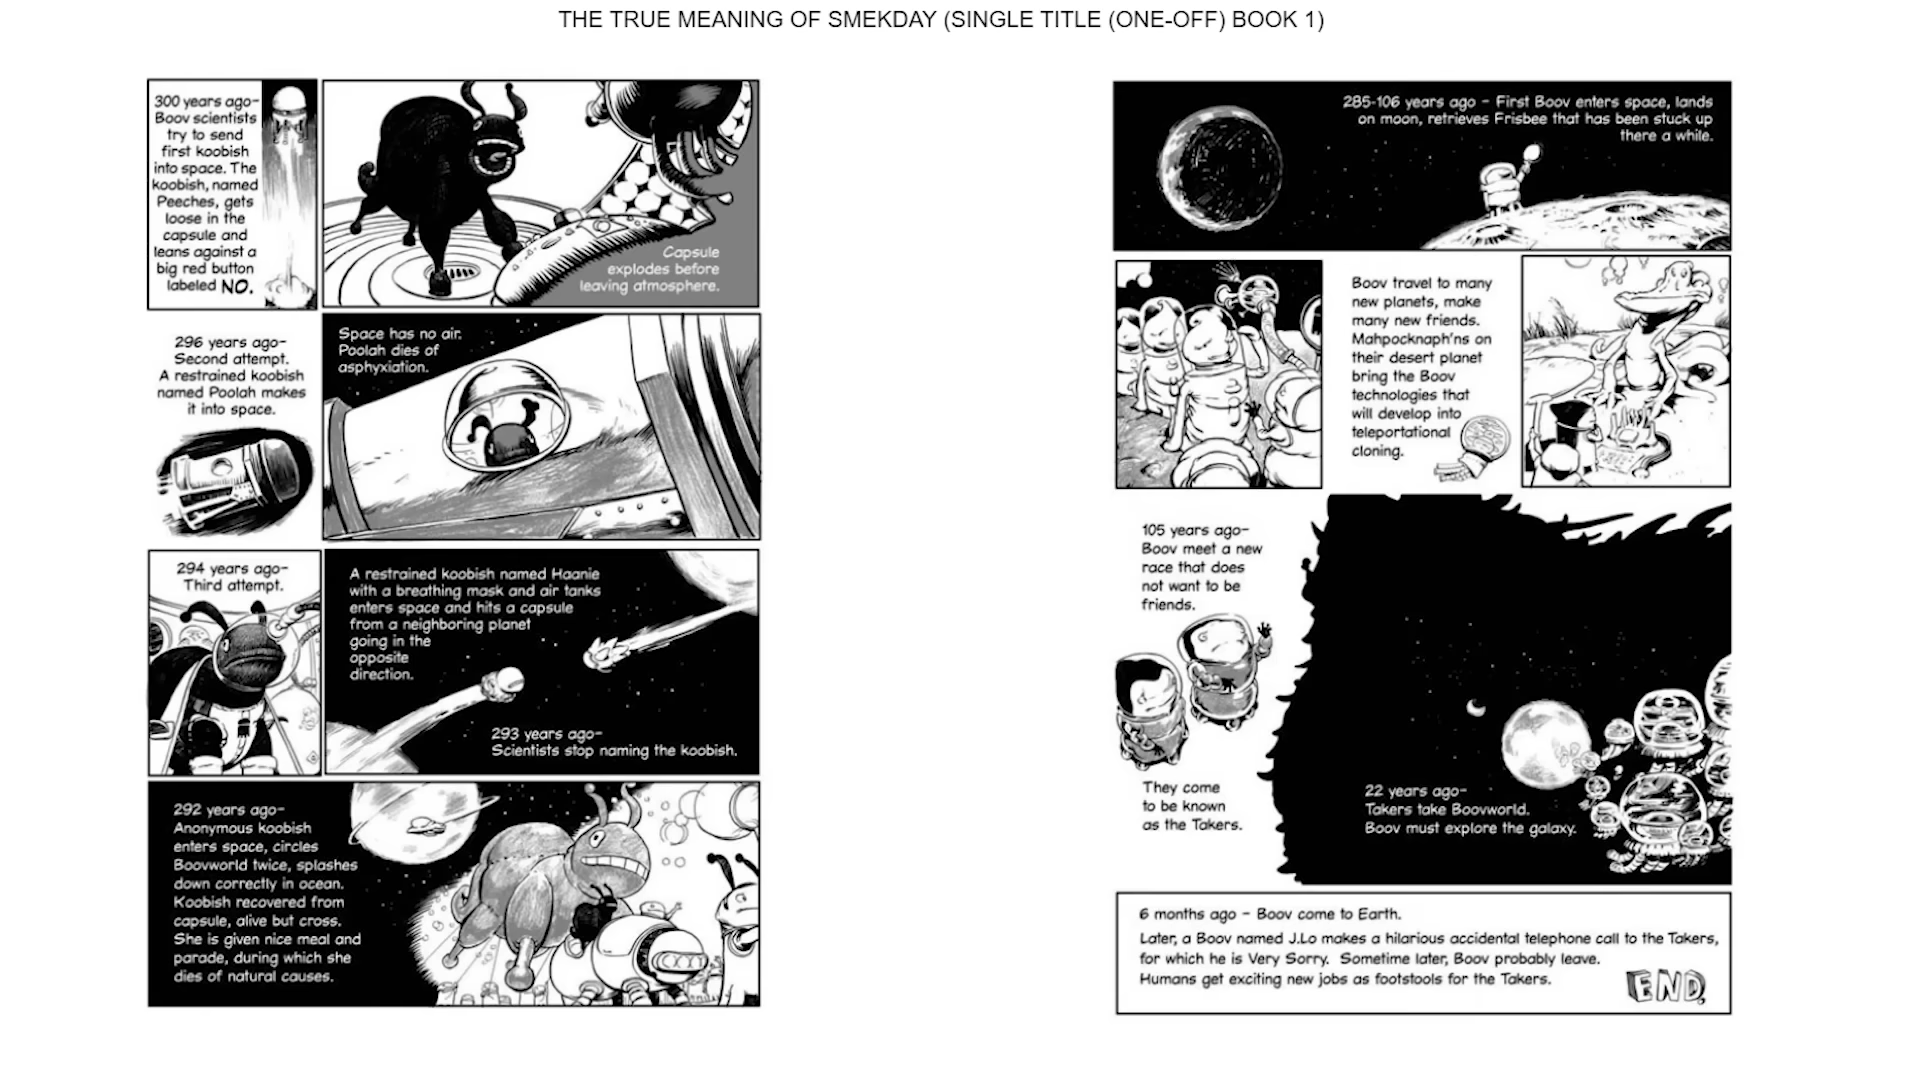 THE TRUE MEANING OF SMEKDAY (SINGLE TITLE (ONE-OFF) BOOK 1)
300 years ago-
Boov scientists
try to send
first koobish
into space. The
koobish, named
Peeches, gets
loose in the
capsule and
leans against a
big red button
labeled NO.
Capsule
explodes before
leaving atmosphere.
296 years ago-
Second attempt.
A restrained koobish
named Poolah makes
it into space.
Space has no air.
Poolah dies of
asphyxiation.
294 years ago-
Third attempt.
A restrained koobish named Haanie
with a breathing mask and air tanks
enters space and hits a capsule
from a neighboring planet
going in the
opposite
direction.
293 years ago-
Scientists stop naming the koobish.
292 years ago-
Anonymous koobish
enters space, circles
Boovworld twice, splashes
down correctly in ocean.
Koobish recovered from
capsule, alive but cross.
She is given nice meal and
parade, during which she
dies of natural causes.
285-106 years ago - First Boov enters space, lands
on moon, retrieves Frisbee that has been stuck up
there a while.
Boov travel to many
new planets, make
many new friends.
Mahpocknaph'ns on
their desert planet
bring the Boov
technologies that
will develop into
teleportational
cloning.
105 years ago-
Boov meet a new
race that does
not want to be
friends.
They come
to be known
as the Takers.
22 years ago-
Takers take Boovworld.
Boov must explore the galaxy.
6 months ago - Boov come to Earth.
Later, a Boov named J.Lo makes a hilarious accidental telephone call to the Takers,
for which he is Very Sorry. Sometime later, Boov probably leave.
Humans get exciting new jobs as footstools for the Takers.
END.